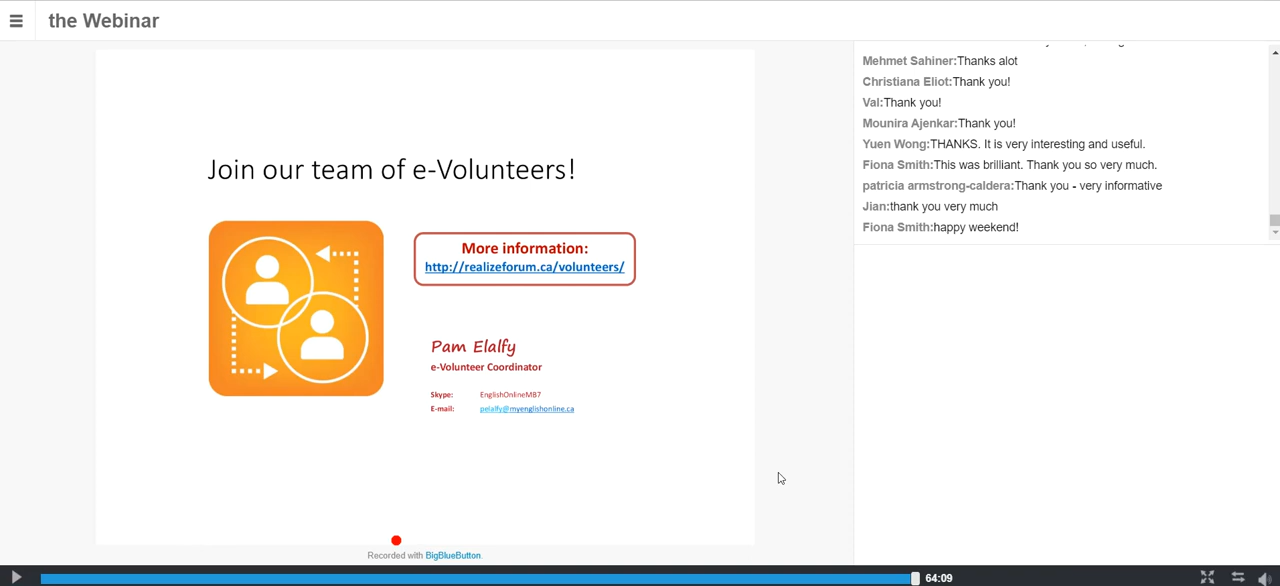 the Webinar
Join our team of e-Volunteers!
More information:
http://realizeforum.ca/volunteers/
Pam Elalfy
e-Volunteer Coordinator
Skype: EnglishOnlineMB7
E-mail: pelalfy@myenglishonline.ca
Recorded with BigBlueButton.
Mehmet Sahiner:Thanks alot
Christiana Eliot:Thank you!
Val:Thank you!
Mounira Ajenkar:Thank you!
Yuen Wong:THANKS. It is very interesting and useful.
Fiona Smith:This was brilliant. Thank you so very much.
patricia armstrong-caldera:Thank you - very informative
Jian:thank you very much
Fiona Smith:happy weekend!
64:09